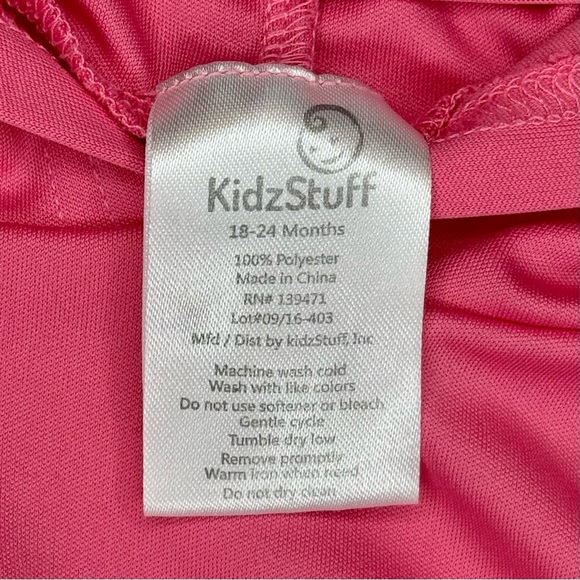 KidzStuff
18-24 Months
100% Polyester
Made in China
RN# 139471
Lot#09/16-403
Mfd / Dist by kidzStuff, Inc
Machine wash cold
Wash with like colors
Do not use softener or bleach
Gentle cycle
Tumble dry low
Remove promptly
Warm Iron when need
Do not dry clean